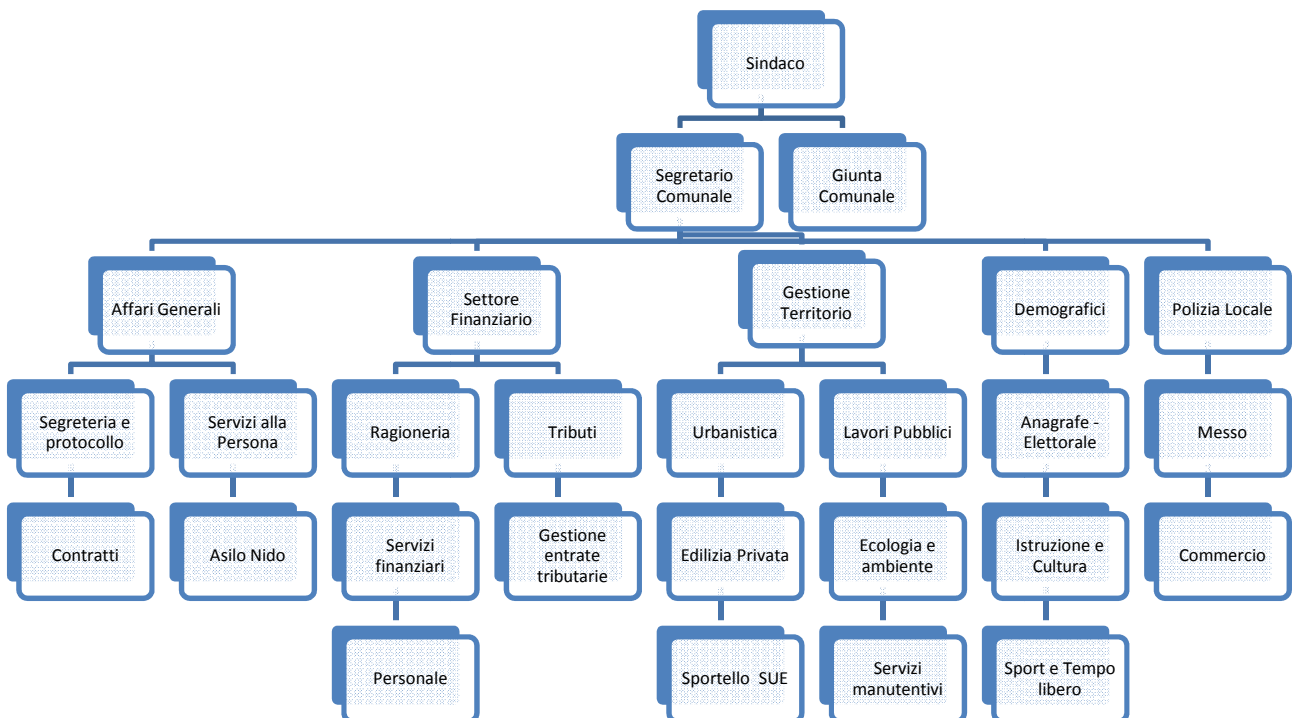 Sindaco
Segretario
Comunale
Giunta
Comunale
Affari Generali
Settore
Finanziario
Gestione
Territorio
Demografici
Polizia Locale
Segreteria e
protocollo
Servizi alla
Persona
Ragioneria
Tributi
Urbanistica
Lavori Pubblici
Anagrafe -
Elettorale
Messo
Contratti
Asilo Nido
Servizi
finanziari
Gestione
entrate
tributarie
Edilizia Privata
Ecologia e
ambiente
Istruzione e
Cultura
Commercio
Personale
Sportello SUE
Servizi
manutentivi
Sport e Tempo
libero